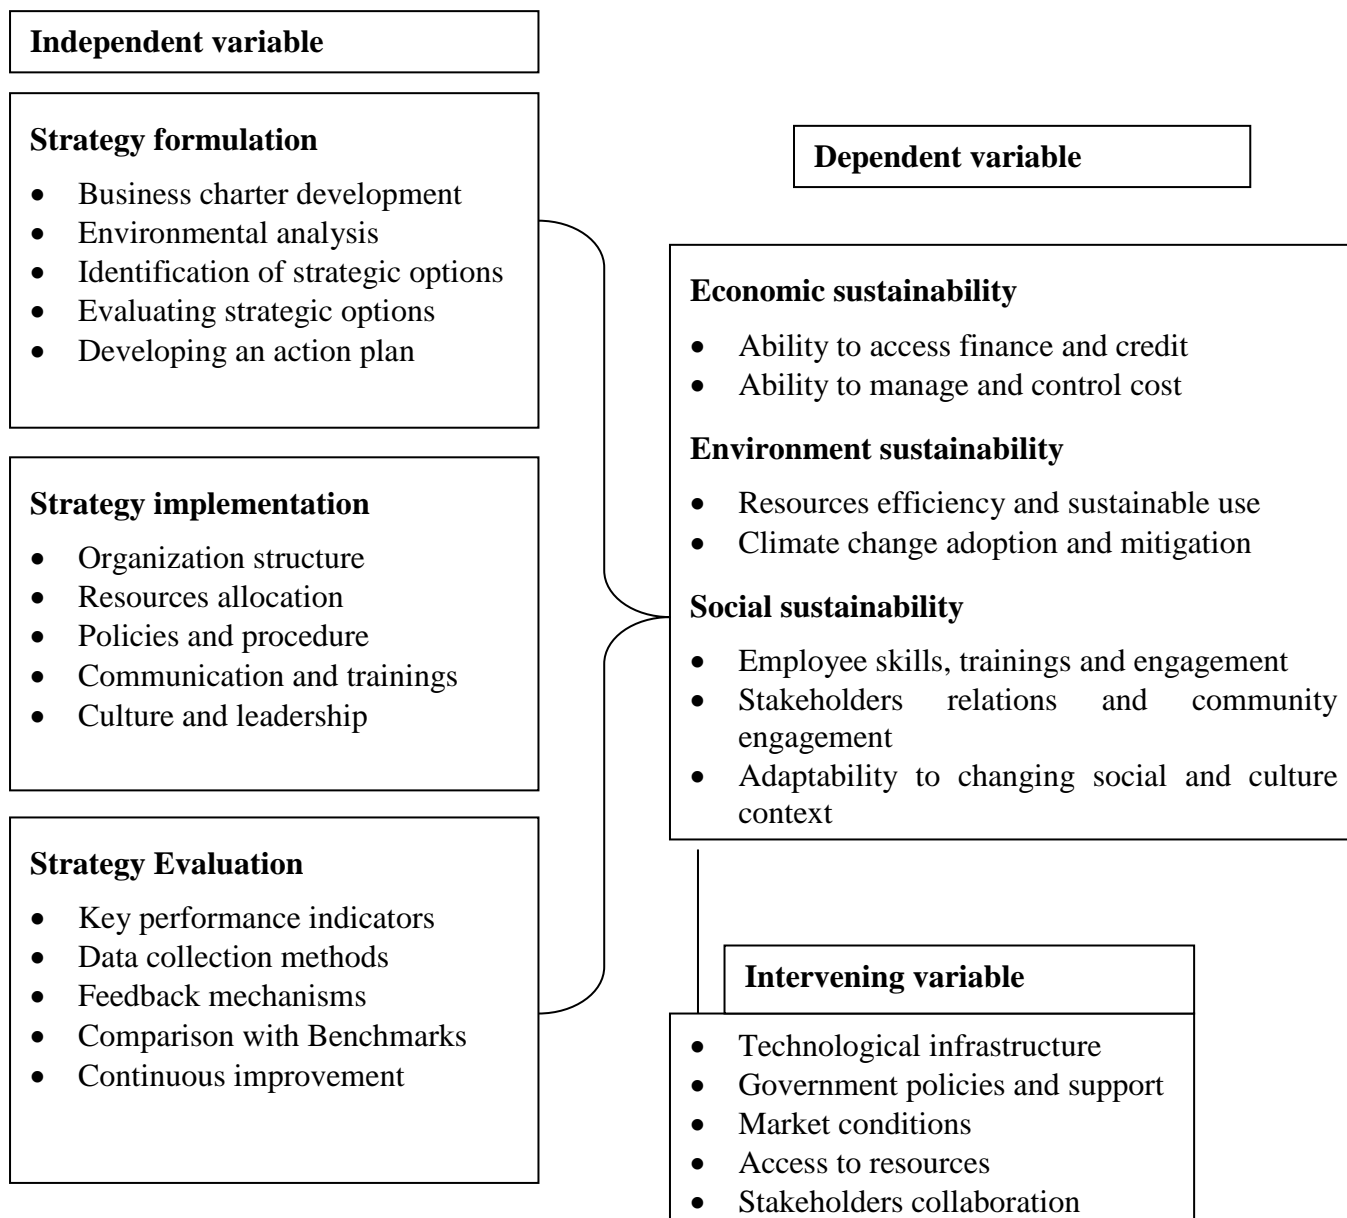 Independent variable
Strategy formulation
• Business charter development
• Environmental analysis
• Identification of strategic options
• Evaluating strategic options
• Developing an action plan
Strategy implementation
• Organization structure
• Resources allocation
• Policies and procedure
• Communication and trainings
• Culture and leadership
Strategy Evaluation
• Key performance indicators
• Data collection methods
• Feedback mechanisms
• Comparison with Benchmarks
• Continuous improvement
Dependent variable
Economic sustainability
• Ability to access finance and credit
• Ability to manage and control cost
Environment sustainability
• Resources efficiency and sustainable use
• Climate change adoption and mitigation
Social sustainability
• Employee skills, trainings and engagement
• Stakeholders relations and community
engagement
• Adaptability to changing social and culture
context
Intervening variable
• Technological infrastructure
• Government policies and support
• Market conditions
• Access to resources
• Stakeholders collaboration